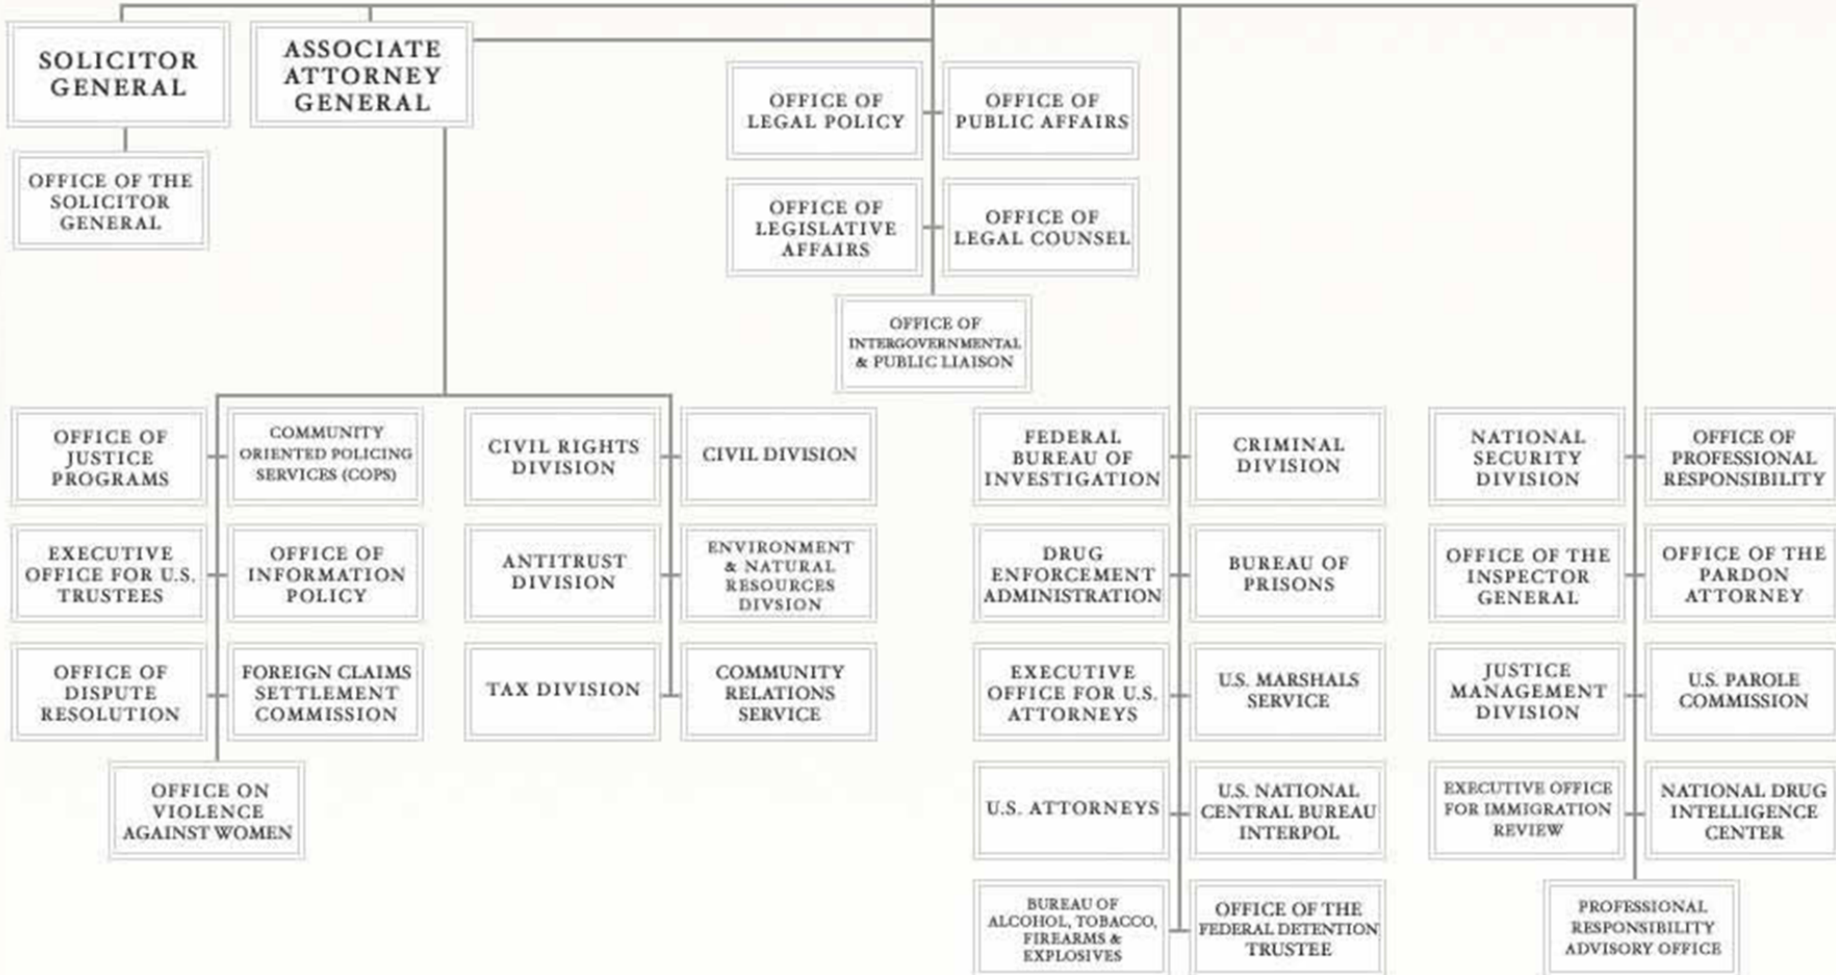 SOLICITOR
GENERAL
ASSOCIATE
ATTORNEY
GENERAL
OFFICE OF THE
SOLICITOR
GENERAL
OFFICE OF
LEGAL POLICY
OFFICE OF
PUBLIC AFFAIRS
OFFICE OF
LEGISLATIVE
AFFAIRS
OFFICE OF
LEGAL COUNSEL
OFFICE OF
INTERGOVERNMENTAL
& PUBLIC LIAISON
OFFICE OF
JUSTICE
PROGRAMS
COMMUNITY
ORIENTED POLICING
SERVICES (COPS)
CIVIL RIGHTS
DIVISION
CIVIL DIVISION
FEDERAL
BUREAU OF
INVESTIGATION
CRIMINAL
DIVISION
NATIONAL
SECURITY
DIVISION
OFFICE OF
PROFESSIONAL
RESPONSIBILITY
EXECUTIVE
OFFICE FOR U.S.
TRUSTEES
OFFICE OF
INFORMATION
POLICY
ANTITRUST
DIVISION
ENVIRONMENT
& NATURAL
RESOURCES
DIVSION
DRUG
ENFORCEMENT
ADMINISTRATION
BUREAU OF
PRISONS
OFFICE OF THE
INSPECTOR
GENERAL
OFFICE OF THE
PARDON
ATTORNEY
OFFICE OF
DISPUTE
RESOLUTION
FOREIGN CLAIMS
SETTLEMENT
COMMISSION
TAX DIVISION
COMMUNITY
RELATIONS
SERVICE
EXECUTIVE
OFFICE FOR U.S.
ATTORNEYS
U.S. MARSHALS
SERVICE
JUSTICE
MANAGEMENT
DIVISION
U.S. PAROLE
COMMISSION
OFFICE ON
VIOLENCE
AGAINST WOMEN
U.S. ATTORNEYS
U.S. NATIONAL
CENTRAL BUREAU
INTERPOL
EXECUTIVE OFFICE
FOR IMMIGRATION
REVIEW
NATIONAL DRUG
INTELLIGENCE
CENTER
BUREAU OF
ALCOHOL, TOBACCO,
FIREARMS &
EXPLOSIVES
OFFICE OF THE
FEDERAL DETENTION
TRUSTEE
PROFESSIONAL
RESPONSIBILITY
ADVISORY OFFICE